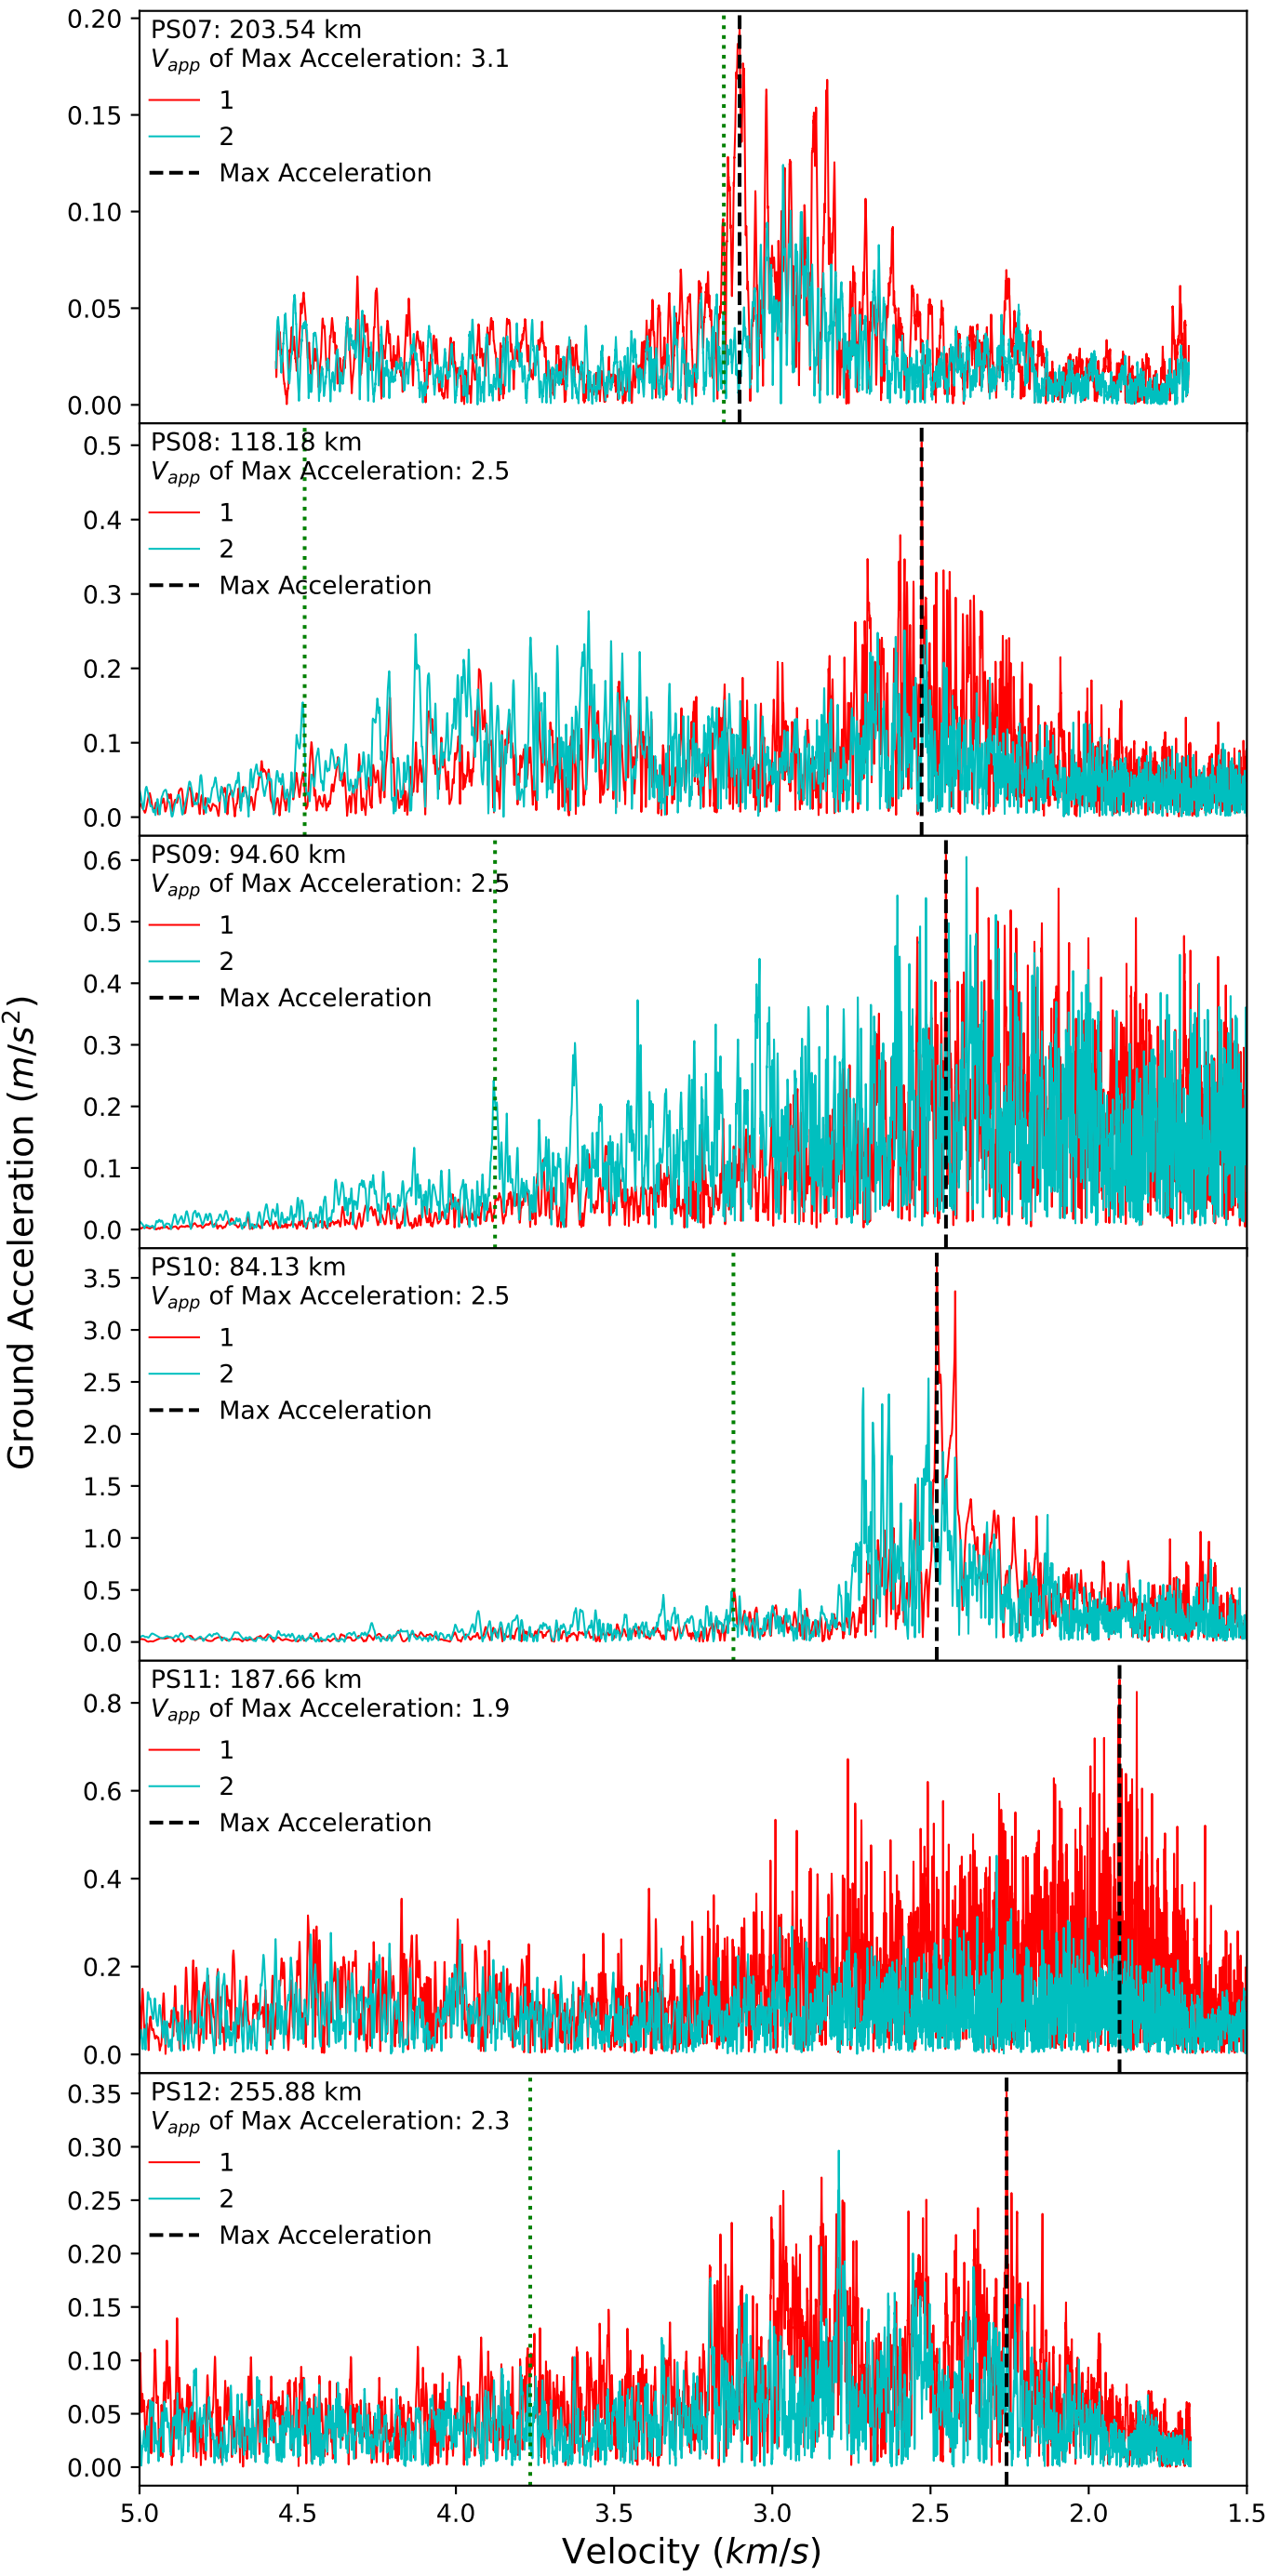 Ground Acceleration (m/s²)
PS07: 203.54 km
V_app of Max Acceleration: 3.1
1
2
Max Acceleration
0.20
0.15
0.10
0.05
0.00
PS08: 118.18 km
V_app of Max Acceleration: 2.5
1
2
Max Acceleration
0.5
0.4
0.3
0.2
0.1
0.0
PS09: 94.60 km
V_app of Max Acceleration: 2.5
1
2
Max Acceleration
0.6
0.5
0.4
0.3
0.2
0.1
0.0
PS10: 84.13 km
V_app of Max Acceleration: 2.5
1
2
Max Acceleration
3.5
3.0
2.5
2.0
1.5
1.0
0.5
0.0
PS11: 187.66 km
V_app of Max Acceleration: 1.9
1
2
Max Acceleration
0.8
0.6
0.4
0.2
0.0
PS12: 255.88 km
V_app of Max Acceleration: 2.3
1
2
Max Acceleration
0.35
0.30
0.25
0.20
0.15
0.10
0.05
0.00
5.0 4.5 4.0 3.5 3.0 2.5 2.0 1.5
Velocity (km/s)